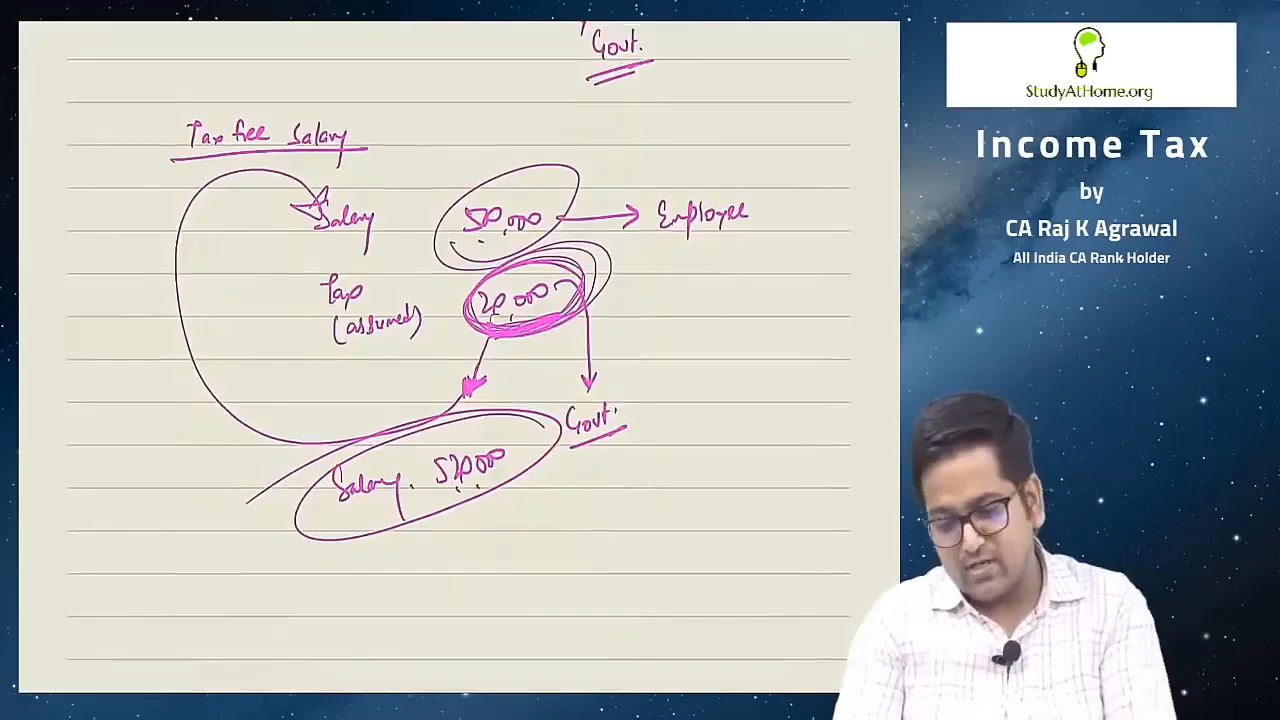 Govt.
Tax free Salary
Salary 50,000 Employee
Tax 20,000
(assumed)
Govt.
Salary. 520,000
StudyAtHome.org
Income Tax
by
CA Raj K Agrawal
All India CA Rank Holder